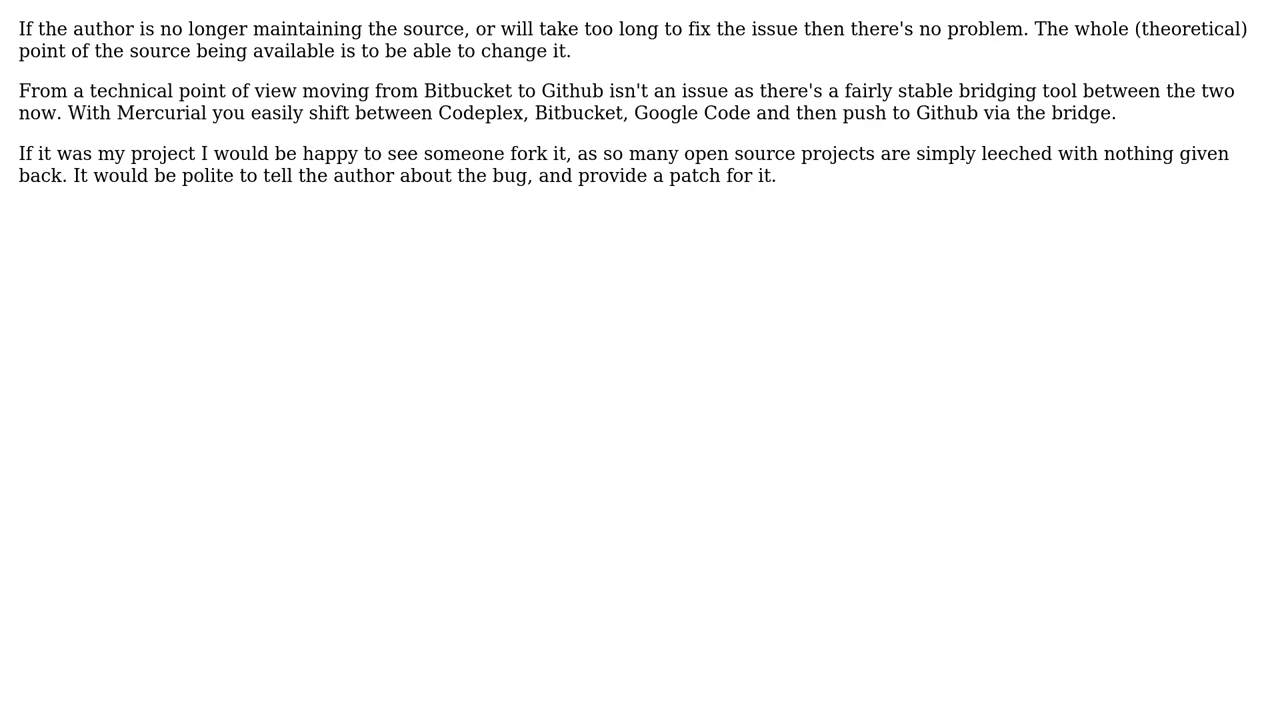 If the author is no longer maintaining the source, or will take too long to fix the issue then there's no problem. The whole (theoretical)
point of the source being available is to be able to change it.
From a technical point of view moving from Bitbucket to Github isn't an issue as there's a fairly stable bridging tool between the two
now. With Mercurial you easily shift between Codeplex, Bitbucket, Google Code and then push to Github via the bridge.
If it was my project I would be happy to see someone fork it, as so many open source projects are simply leeched with nothing given
back. It would be polite to tell the author about the bug, and provide a patch for it.